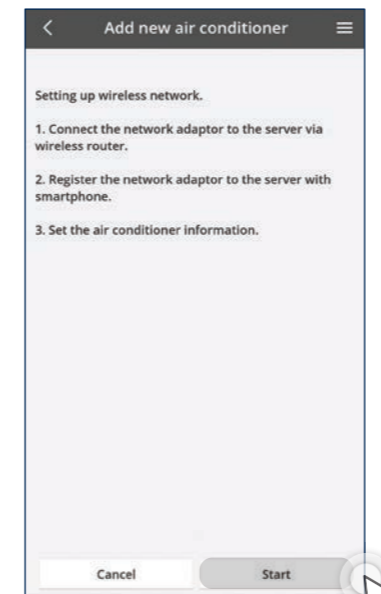 Add new air conditioner
Setting up wireless network.
1. Connect the network adaptor to the server via
wireless router.
2. Register the network adaptor to the server with
smartphone.
3. Set the air conditioner information.
Cancel
Start